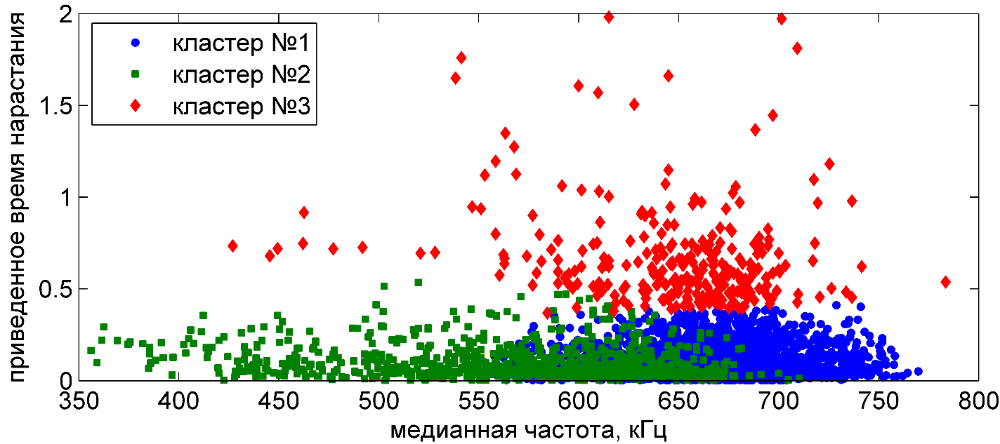 приведенное время нарастания
2
1.5
1
0.5
0
кластер №1
кластер №2
кластер №3
350 400 450 500 550 600 650 700 750 800
медианная частота, кГц